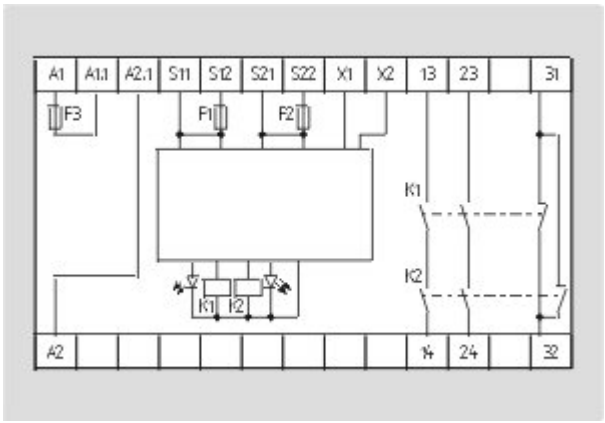 A1 A1.1 A2.1 S11 S12 S21 S22 X1 X2 13 23 31
F3 F1 F2
K1
K2
K1 K2
A2 14 24 32